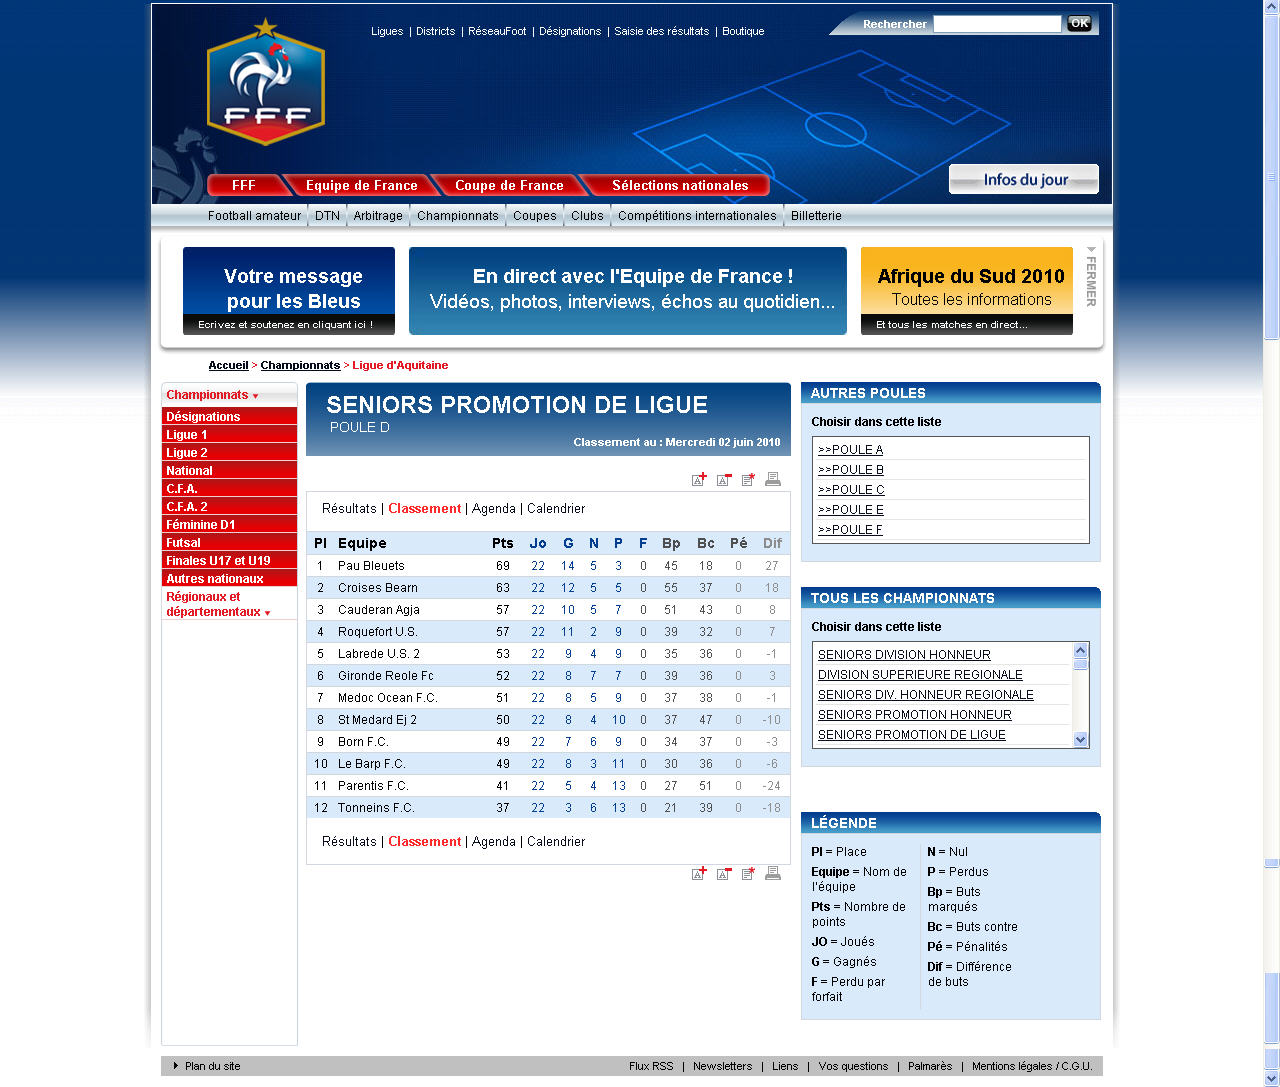 Ligues | Districts | RéseauFoot | Désignations | Saisie des résultats | Boutique
Rechercher OK
FFF
FFF Equipe de France Coupe de France Sélections nationales
Infos du jour
Football amateur DTN Arbitrage Championnats Coupes Clubs Compétitions internationales Billetterie
Votre message
pour les Bleus
Ecrivez et soutenez en cliquant ici !
En direct avec l'Equipe de France !
Vidéos, photos, interviews, échos au quotidien...
Afrique du Sud 2010
Toutes les informations
Et tous les matches en direct...
FERMER
Accueil > Championnats > Ligue d'Aquitaine
Championnats
Désignations
Ligue 1
Ligue 2
National
C.F.A.
C.F.A. 2
Féminine D1
Futsal
Finales U17 et U19
Autres nationaux
Régionaux et
départementaux
SENIORS PROMOTION DE LIGUE
POULE D
Classement au : Mercredi 02 juin 2010
Résultats | Classement | Agenda | Calendrier
Pl Equipe Pts Jo G N P F Bp Bc Pé Dif
1 Pau Bleuets 69 22 14 5 3 0 45 18 0 27
2 Croises Bearn 63 22 12 5 5 0 55 37 0 18
3 Cauderan Agja 57 22 10 5 7 0 51 43 0 8
4 Roquefort U.S. 57 22 11 2 9 0 39 32 0 7
5 Labrede U.S. 2 53 22 9 4 9 0 35 36 0 -1
6 Gironde Reole Fc 52 22 8 7 7 0 39 36 0 3
7 Medoc Ocean F.C. 51 22 8 5 9 0 37 38 0 -1
8 St Medard Ej 2 50 22 8 4 10 0 37 47 0 -10
9 Born F.C. 49 22 7 6 9 0 34 37 0 -3
10 Le Barp F.C. 49 22 8 3 11 0 30 36 0 -6
11 Parentis F.C. 41 22 5 4 13 0 27 51 0 -24
12 Tonneins F.C. 37 22 3 6 13 0 21 39 0 -18
Résultats | Classement | Agenda | Calendrier
AUTRES POULES
Choisir dans cette liste
>>POULE A
>>POULE B
>>POULE C
>>POULE E
>>POULE F
TOUS LES CHAMPIONNATS
Choisir dans cette liste
SENIORS DIVISION HONNEUR
DIVISION SUPERIEURE REGIONALE
SENIORS DIV. HONNEUR REGIONALE
SENIORS PROMOTION HONNEUR
SENIORS PROMOTION DE LIGUE
LÉGENDE
Pl = Place
Equipe = Nom de
l'équipe
Pts = Nombre de
points
JO = Joués
G = Gagnés
F = Perdu par
forfait
N = Nul
P = Perdus
Bp = Buts
marqués
Bc = Buts contre
Pé = Pénalités
Dif = Différence
de buts
Plan du site
Flux RSS | Newsletters | Liens | Vos questions | Palmarès | Mentions légales / C.G.U.